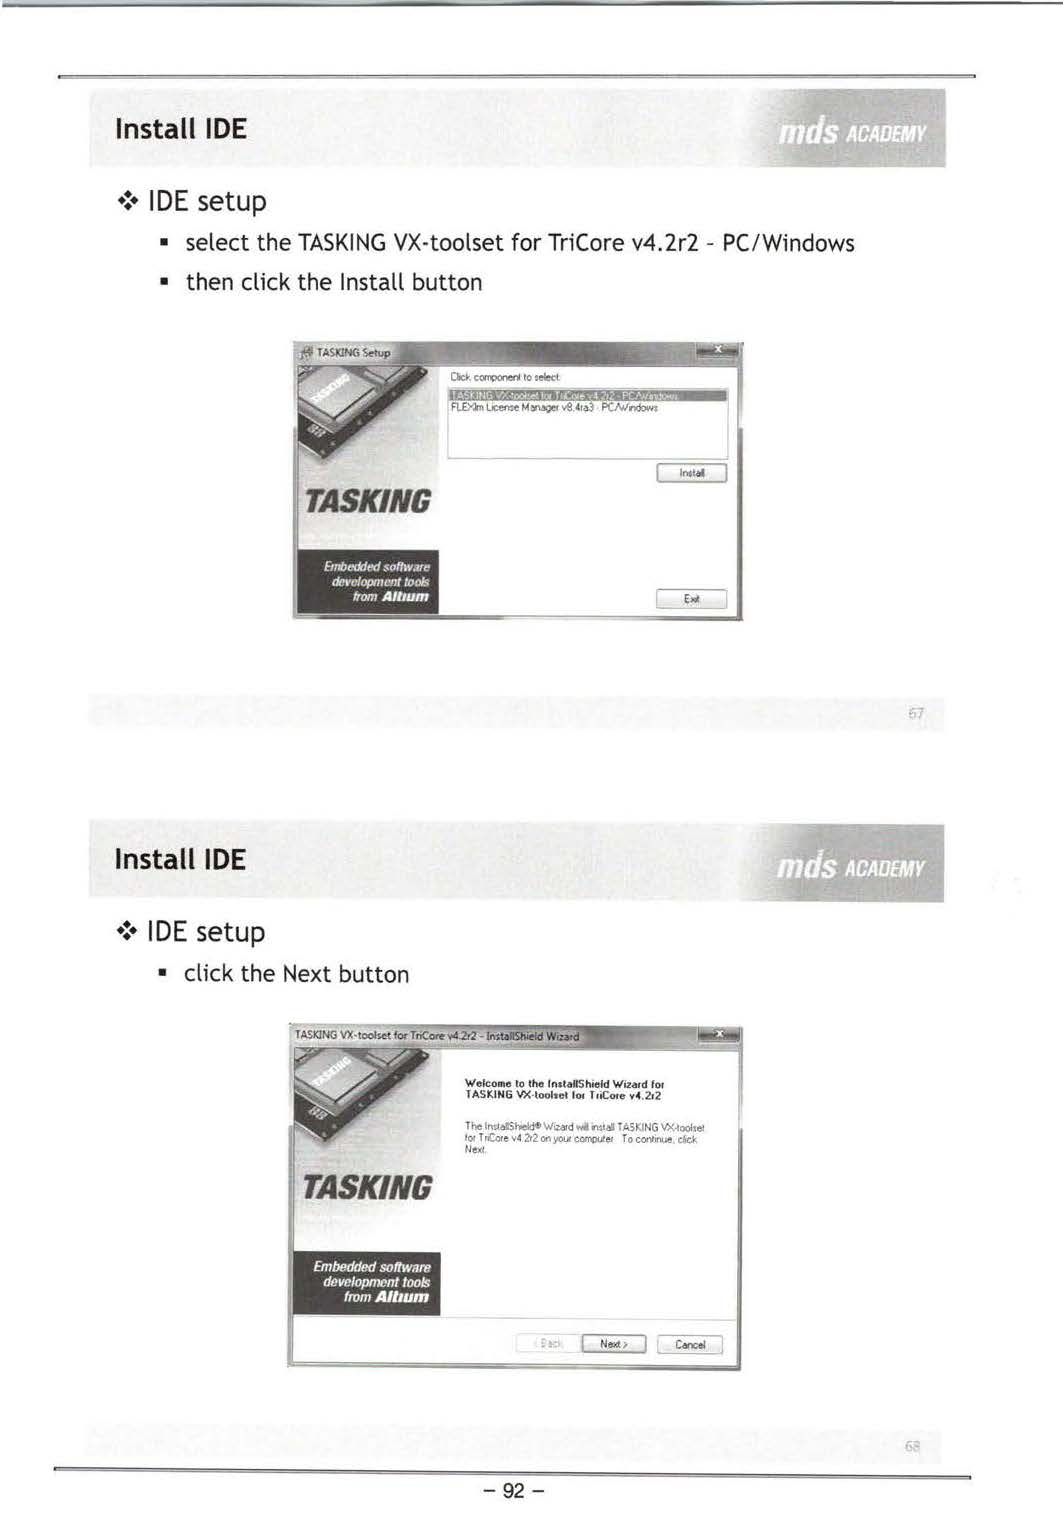 Install IDE
mds ACADEMY
IDE setup
select the TASKING VX-toolset for TriCore v4.2r2 - PC/Windows
then click the Install button
TASKING Setup
Click component to select:
TASKING VX-toolset for TriCore v4.2r2 - PC/Windows
FLEXlm License Manager v8.4ra3 - PC/Windows
Install
TASKING
TASKING
Embedded software
development tools
from Altium
Exit
67
Install IDE
mds ACADEMY
IDE setup
click the Next button
TASKING VX-toolset for TriCore v4.2r2 - InstallShield Wizard
TASKING
Welcome to the InstallShield Wizard for
TASKING VX-toolset for TriCore v4.2r2
The InstallShield® Wizard will install TASKING VX-toolset
for TriCore v4.2r2 on your computer. To continue, click
Next.
TASKING
Embedded software
development tools
from Altium
< Back
Next >
Cancel
68
- 92 -